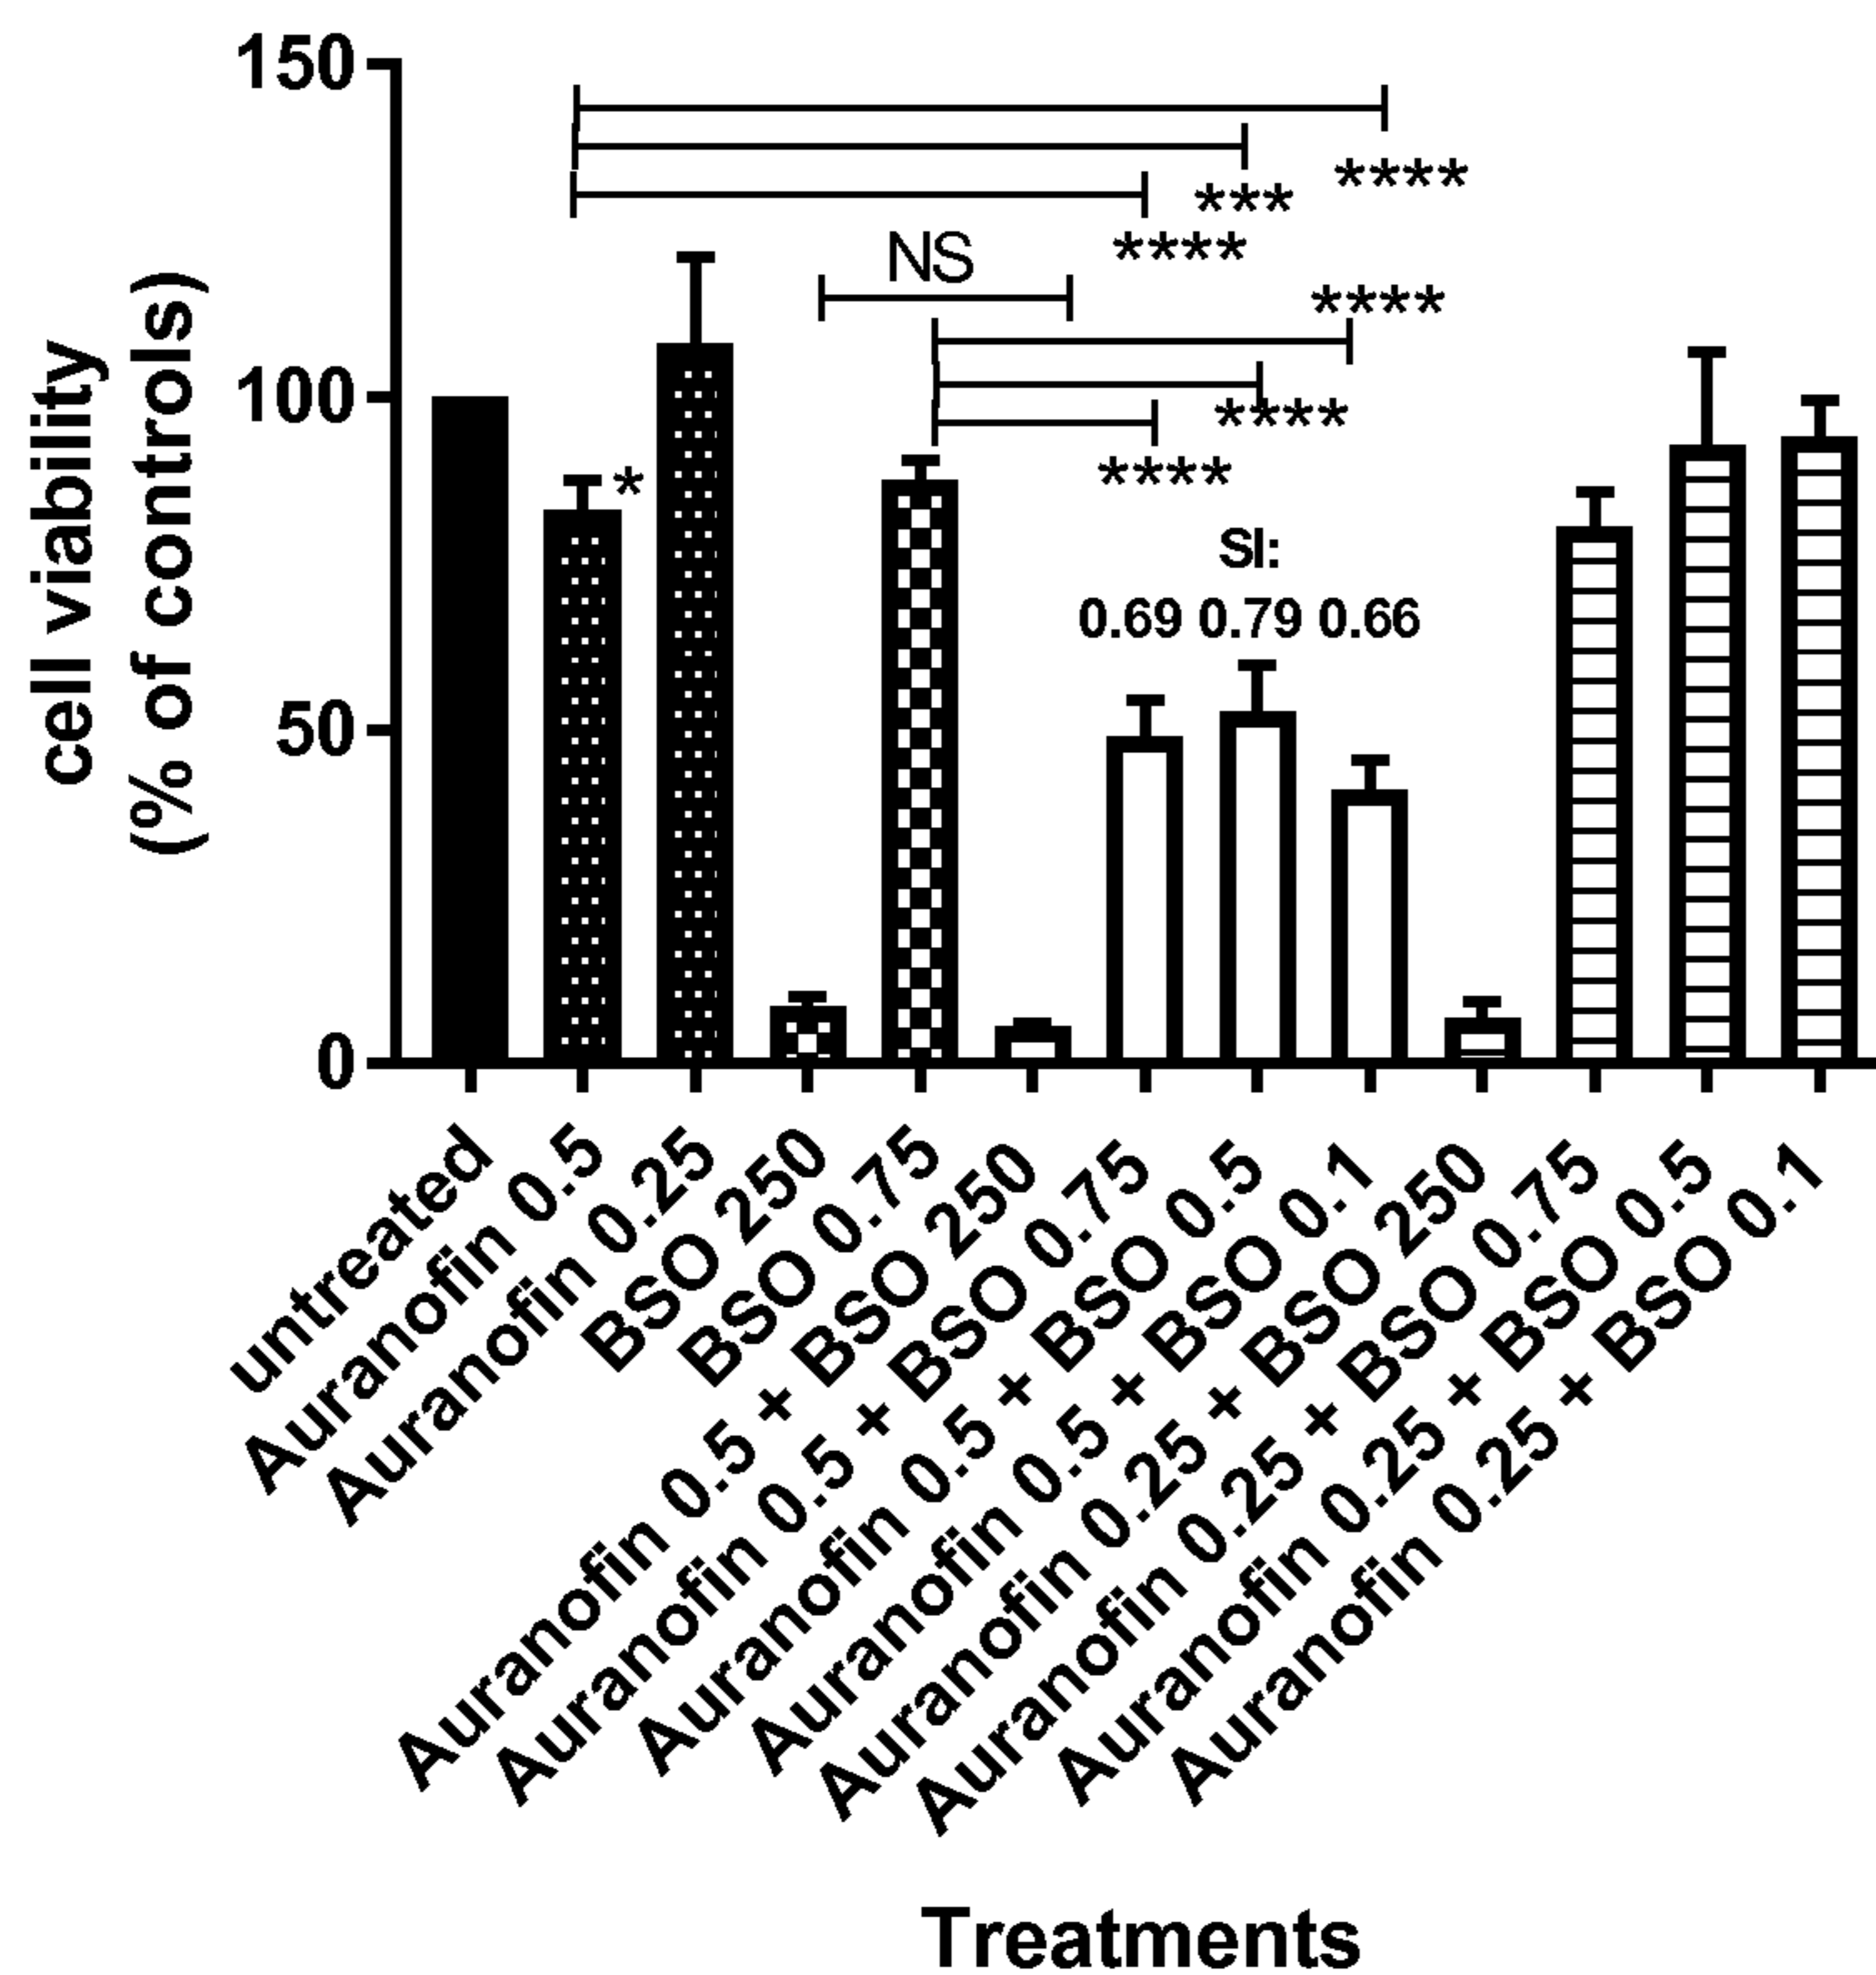 cell viability
(% of controls)
150
100
50
0
****
***
****
NS
****
****
****
*
SI:
0.69 0.79 0.66
untreated
Auranofin 0.5
Auranofin 0.25
BSO 250
BSO 0.75
Auranofin 0.5 + BSO 250
Auranofin 0.5 + BSO 0.75
Auranofin 0.5 + BSO 0.5
Auranofin 0.5 + BSO 0.1
Auranofin 0.25 + BSO 250
Auranofin 0.25 + BSO 0.75
Auranofin 0.25 + BSO 0.5
Auranofin 0.25 + BSO 0.1
Treatments